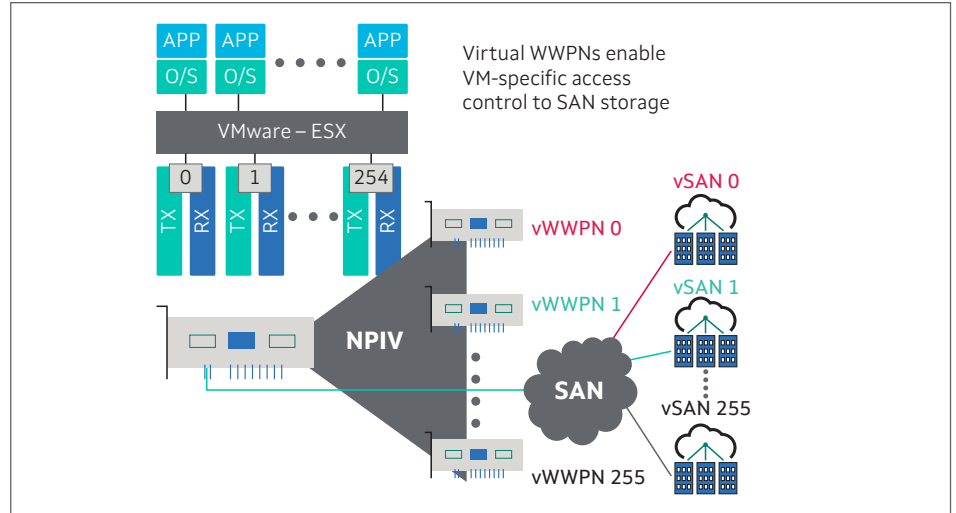 APP APP APP
O/S O/S O/S
Virtual WWPNs enable
VM-specific access
control to SAN storage
VMware – ESX
0 1 254
TX RX TX RX TX RX
vWWPN 0
vSAN 0
vWWPN 1
vSAN 1
NPIV
SAN
vSAN 255
vWWPN 255